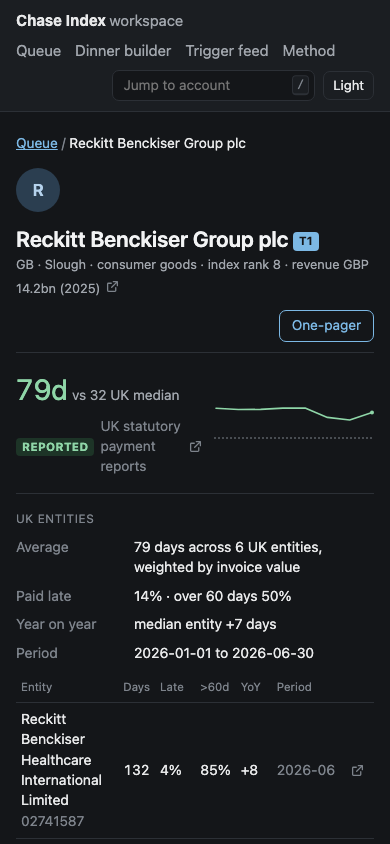 Chase Index workspace
Queue Dinner builder Trigger feed Method
Jump to account / Light
Queue / Reckitt Benckiser Group plc
R
Reckitt Benckiser Group plc T1
GB · Slough · consumer goods · index rank 8 · revenue GBP
14.2bn (2025)
One-pager
79d vs 32 UK median
REPORTED UK statutory
payment
reports
UK ENTITIES
Average 79 days across 6 UK entities,
weighted by invoice value
Paid late 14% · over 60 days 50%
Year on year median entity +7 days
Period 2026-01-01 to 2026-06-30
Entity Days Late >60d YoY Period
Reckitt
Benckiser
Healthcare
International
Limited
02741587
132 4% 85% +8 2026-06